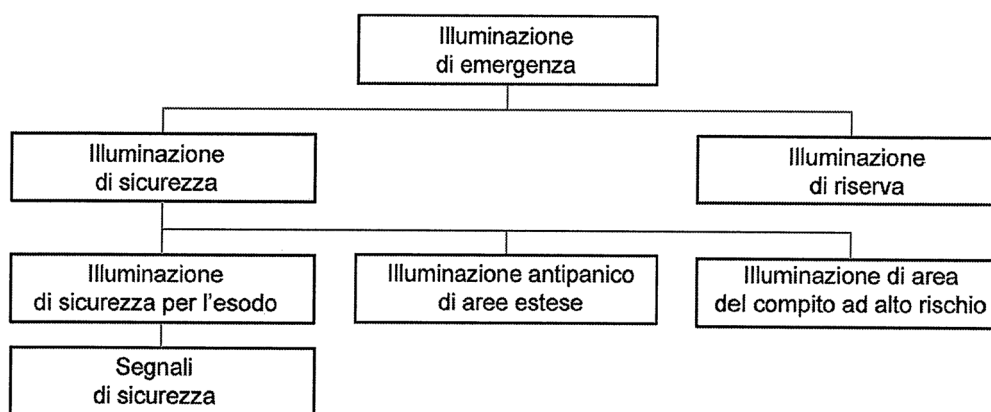 Illuminazione
di emergenza
Illuminazione
di sicurezza
Illuminazione
di riserva
Illuminazione
di sicurezza per l'esodo
Illuminazione antipanico
di aree estese
Illuminazione di area
del compito ad alto rischio
Segnali
di sicurezza